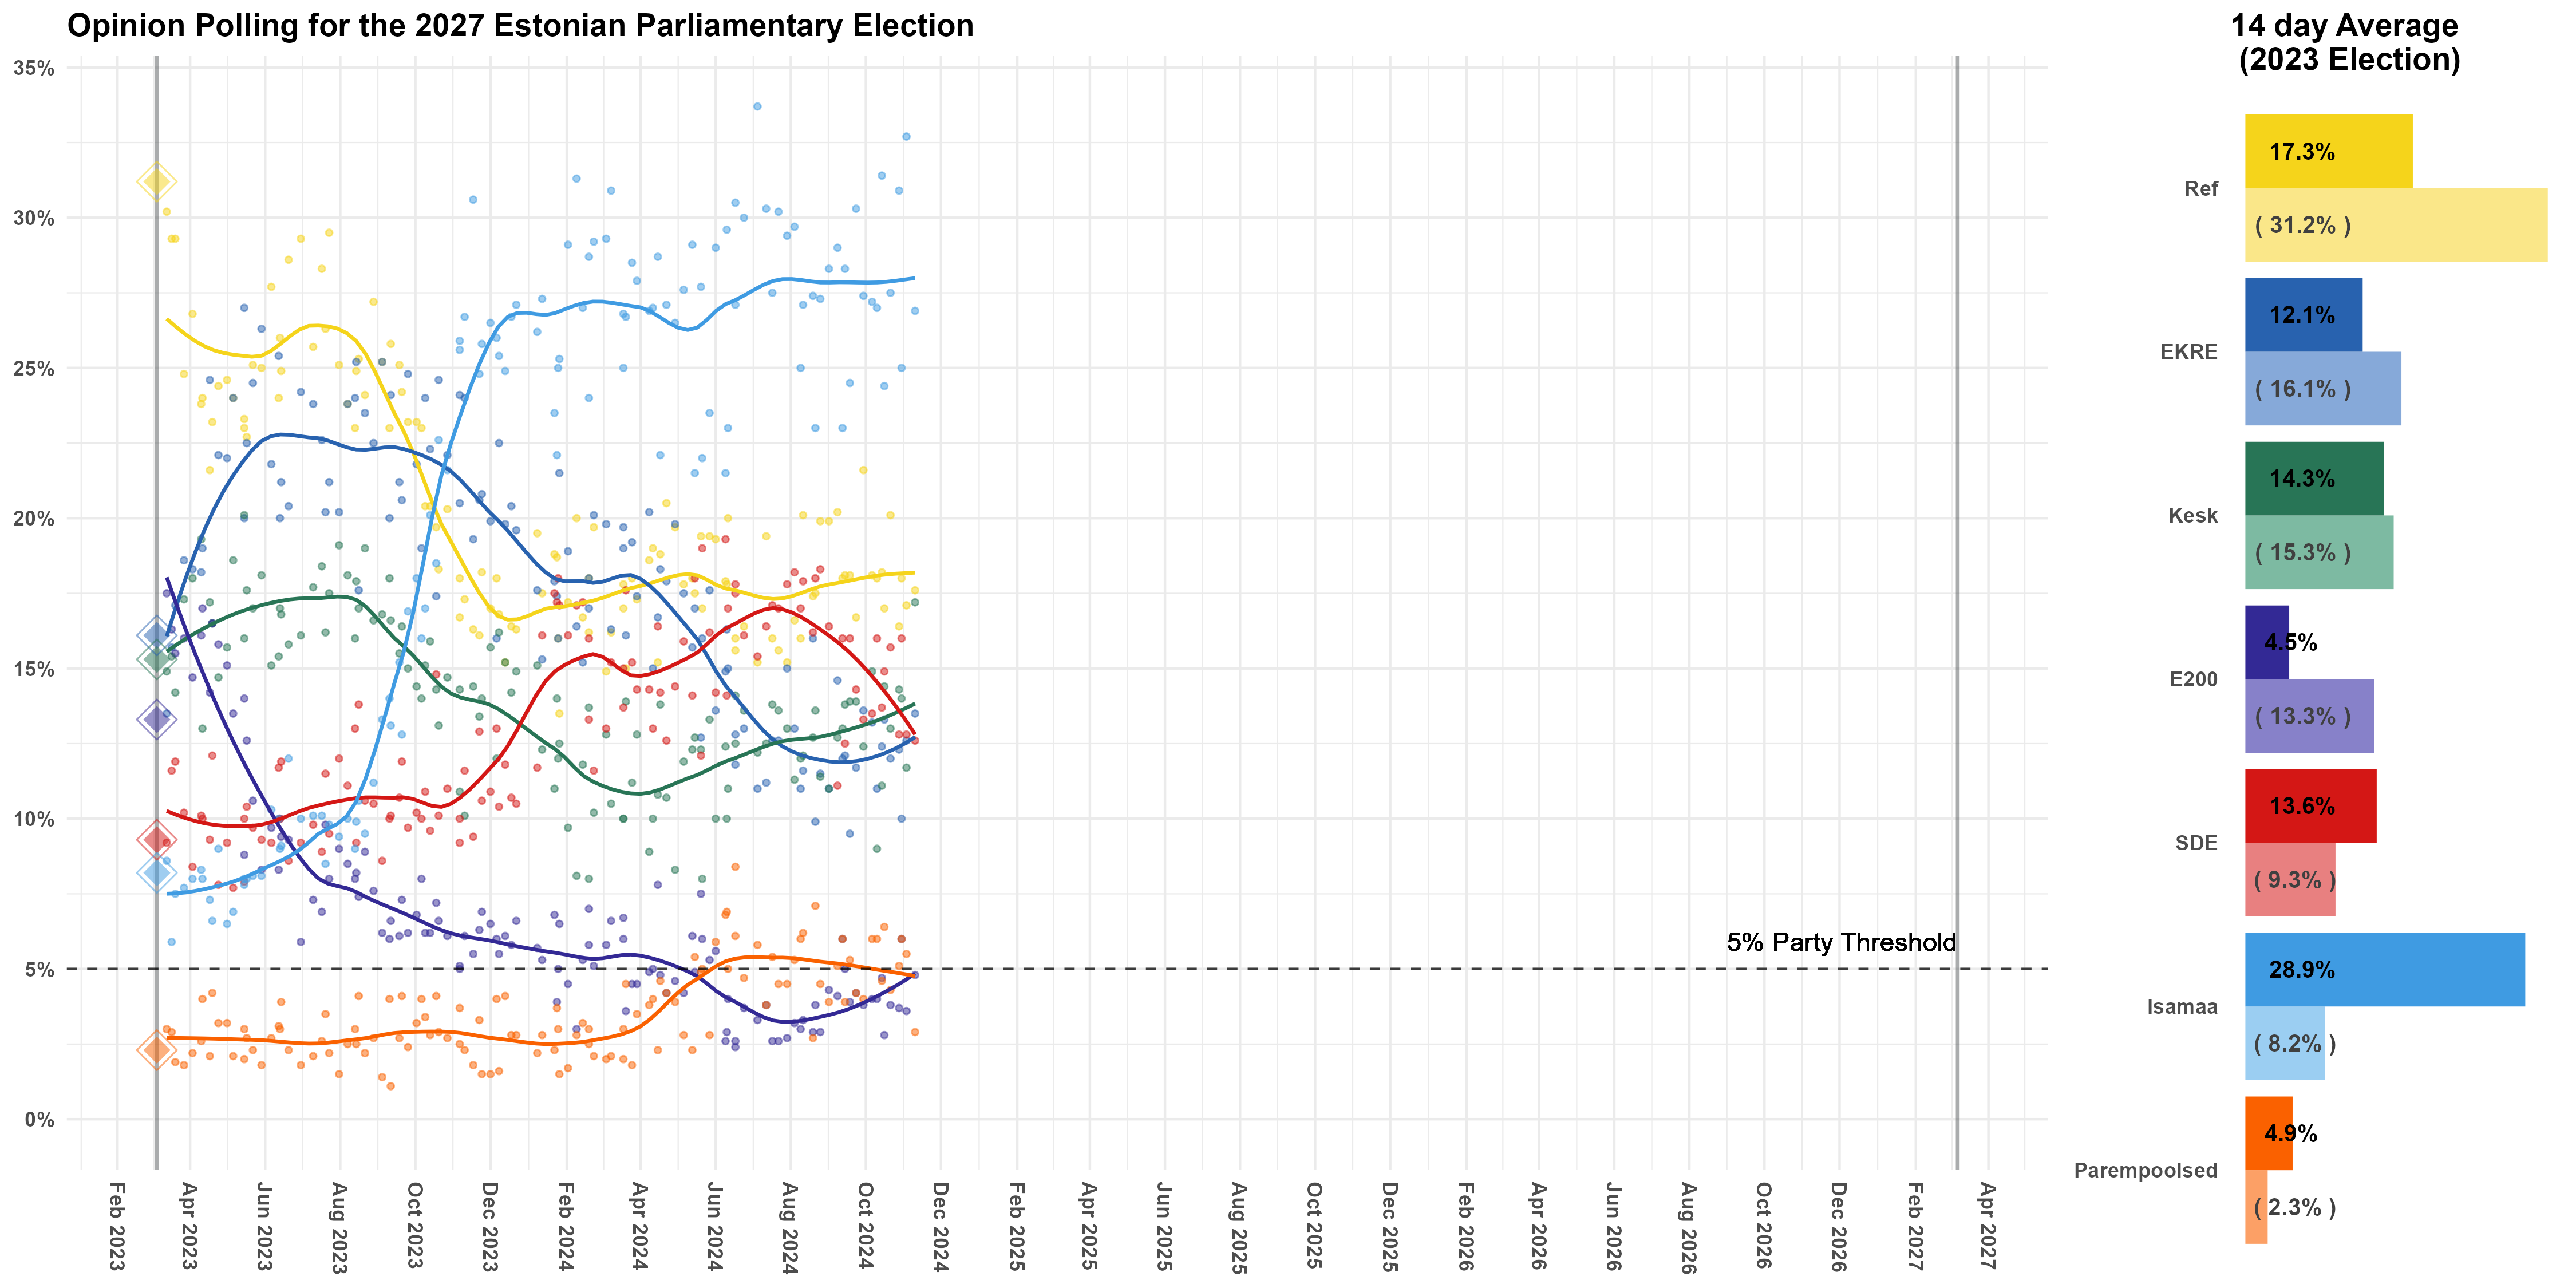 Opinion Polling for the 2027 Estonian Parliamentary Election
35%
30%
25%
20%
15%
10%
5%
0%
5% Party Threshold
Feb 2023
Apr 2023
Jun 2023
Aug 2023
Oct 2023
Dec 2023
Feb 2024
Apr 2024
Jun 2024
Aug 2024
Oct 2024
Dec 2024
Feb 2025
Apr 2025
Jun 2025
Aug 2025
Oct 2025
Dec 2025
Feb 2026
Apr 2026
Jun 2026
Aug 2026
Oct 2026
Dec 2026
Feb 2027
Apr 2027
14 day Average
(2023 Election)
Ref
17.3%
( 31.2% )
EKRE
12.1%
( 16.1% )
Kesk
14.3%
( 15.3% )
E200
4.5%
( 13.3% )
SDE
13.6%
( 9.3% )
Isamaa
28.9%
( 8.2% )
Parempoolsed
4.9%
( 2.3% )